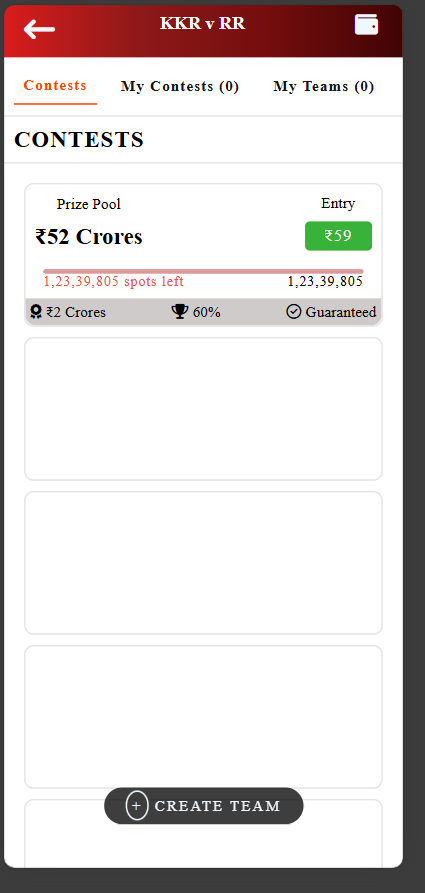 KKR v RR
Contests My Contests (0) My Teams (0)
CONTESTS
Prize Pool Entry
₹52 Crores ₹59
1,23,39,805 spots left 1,23,39,805
₹2 Crores 60% Guaranteed
CREATE TEAM